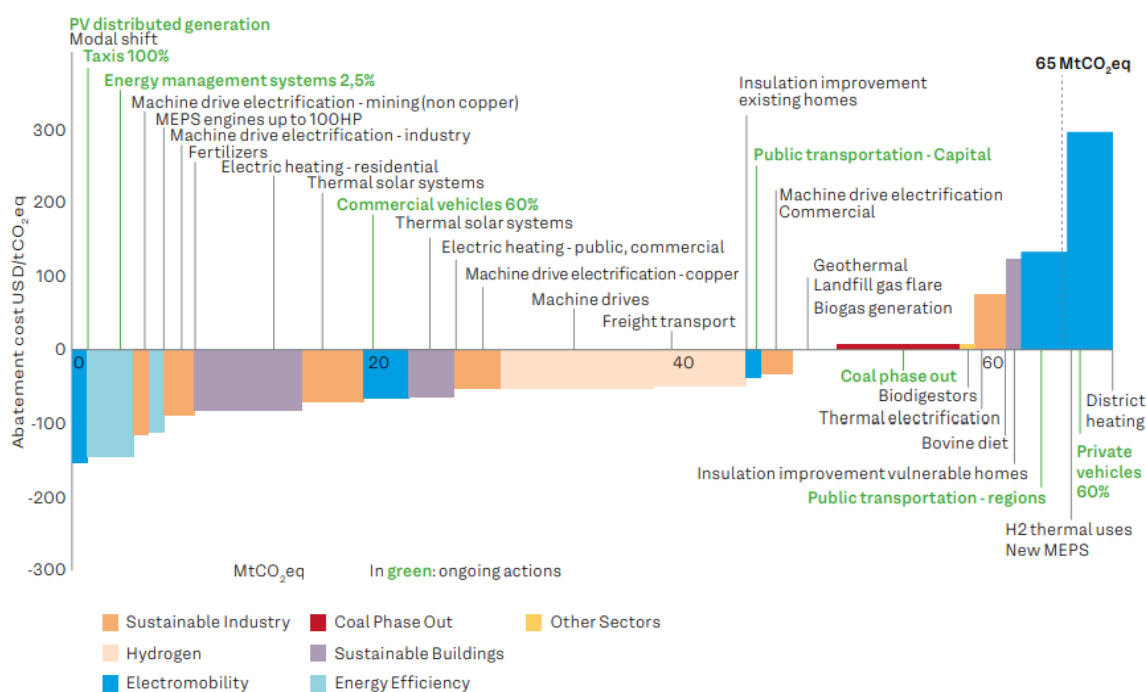 PV distributed generation
Modal shift
Taxis 100%
Energy management systems 2,5%
Machine drive electrification - mining (non copper)
MEPS engines up to 100HP
Machine drive electrification - industry
Fertilizers
Electric heating - residential
Thermal solar systems
Commercial vehicles 60%
Thermal solar systems
Electric heating - public, commercial
Machine drive electrification - copper
Machine drives
Freight transport
Insulation improvement
existing homes
Public transportation - Capital
Machine drive electrification
Commercial
Geothermal
Landfill gas flare
Biogas generation
65 MtCO₂eq
Abatement cost USD/tCO₂eq
300
200
100
0
-100
-200
-300
0
20
40
60
Coal phase out
Biodigestors
Thermal electrification
Bovine diet
Insulation improvement vulnerable homes
Public transportation - regions
H2 thermal uses
New MEPS
Private
vehicles
60%
District
heating
MtCO₂eq
In green: ongoing actions
Sustainable Industry
Coal Phase Out
Other Sectors
Hydrogen
Sustainable Buildings
Electromobility
Energy Efficiency